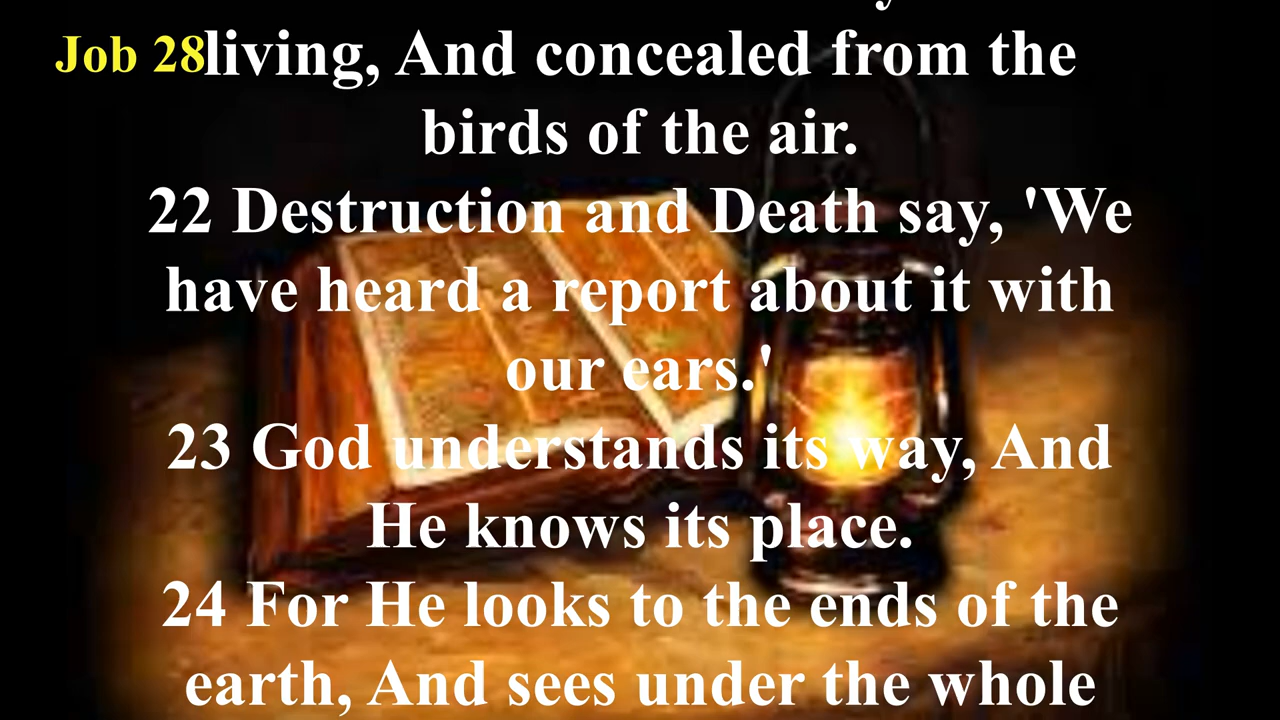 Job 28
living, And concealed from the
birds of the air.
22 Destruction and Death say, 'We
have heard a report about it with
our ears.'
23 God understands its way, And
He knows its place.
24 For He looks to the ends of the
earth, And sees under the whole